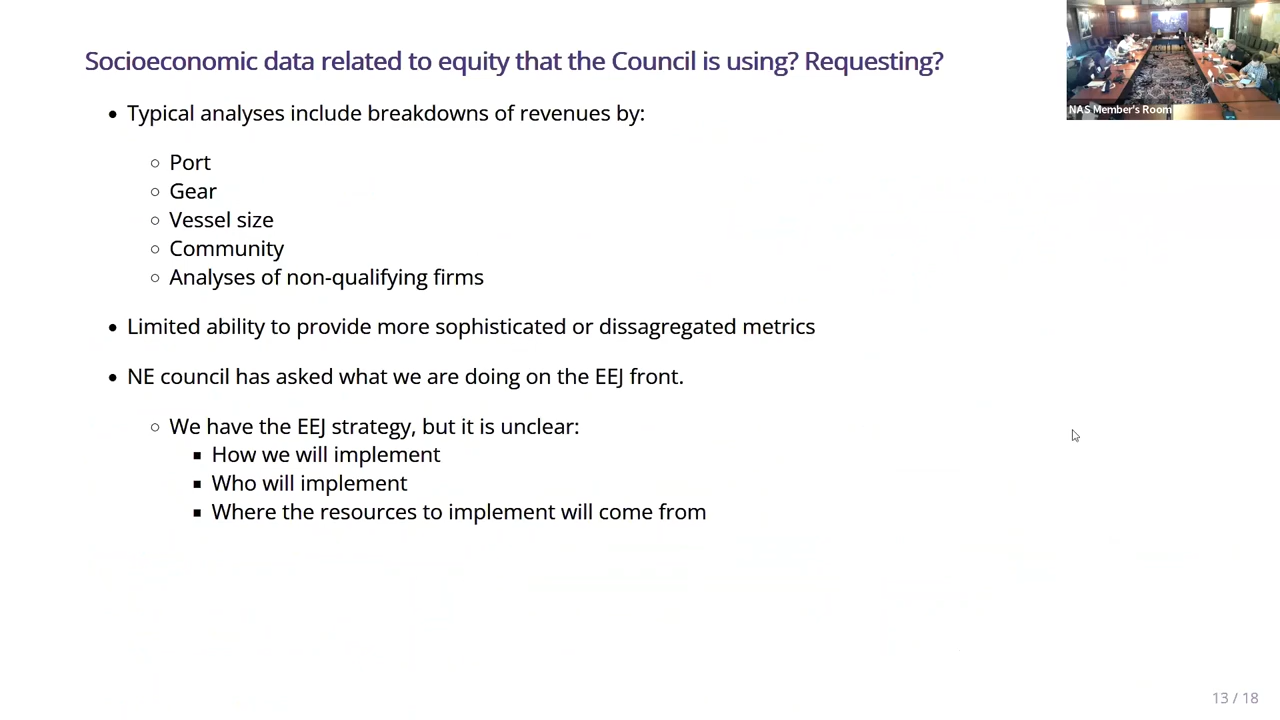 Socioeconomic data related to equity that the Council is using? Requesting?
Typical analyses include breakdowns of revenues by:
Port
Gear
Vessel size
Community
Analyses of non-qualifying firms
Limited ability to provide more sophisticated or dissagregated metrics
NE council has asked what we are doing on the EEJ front.
We have the EEJ strategy, but it is unclear:
How we will implement
Who will implement
Where the resources to implement will come from
NAS Member's Room
13 / 18